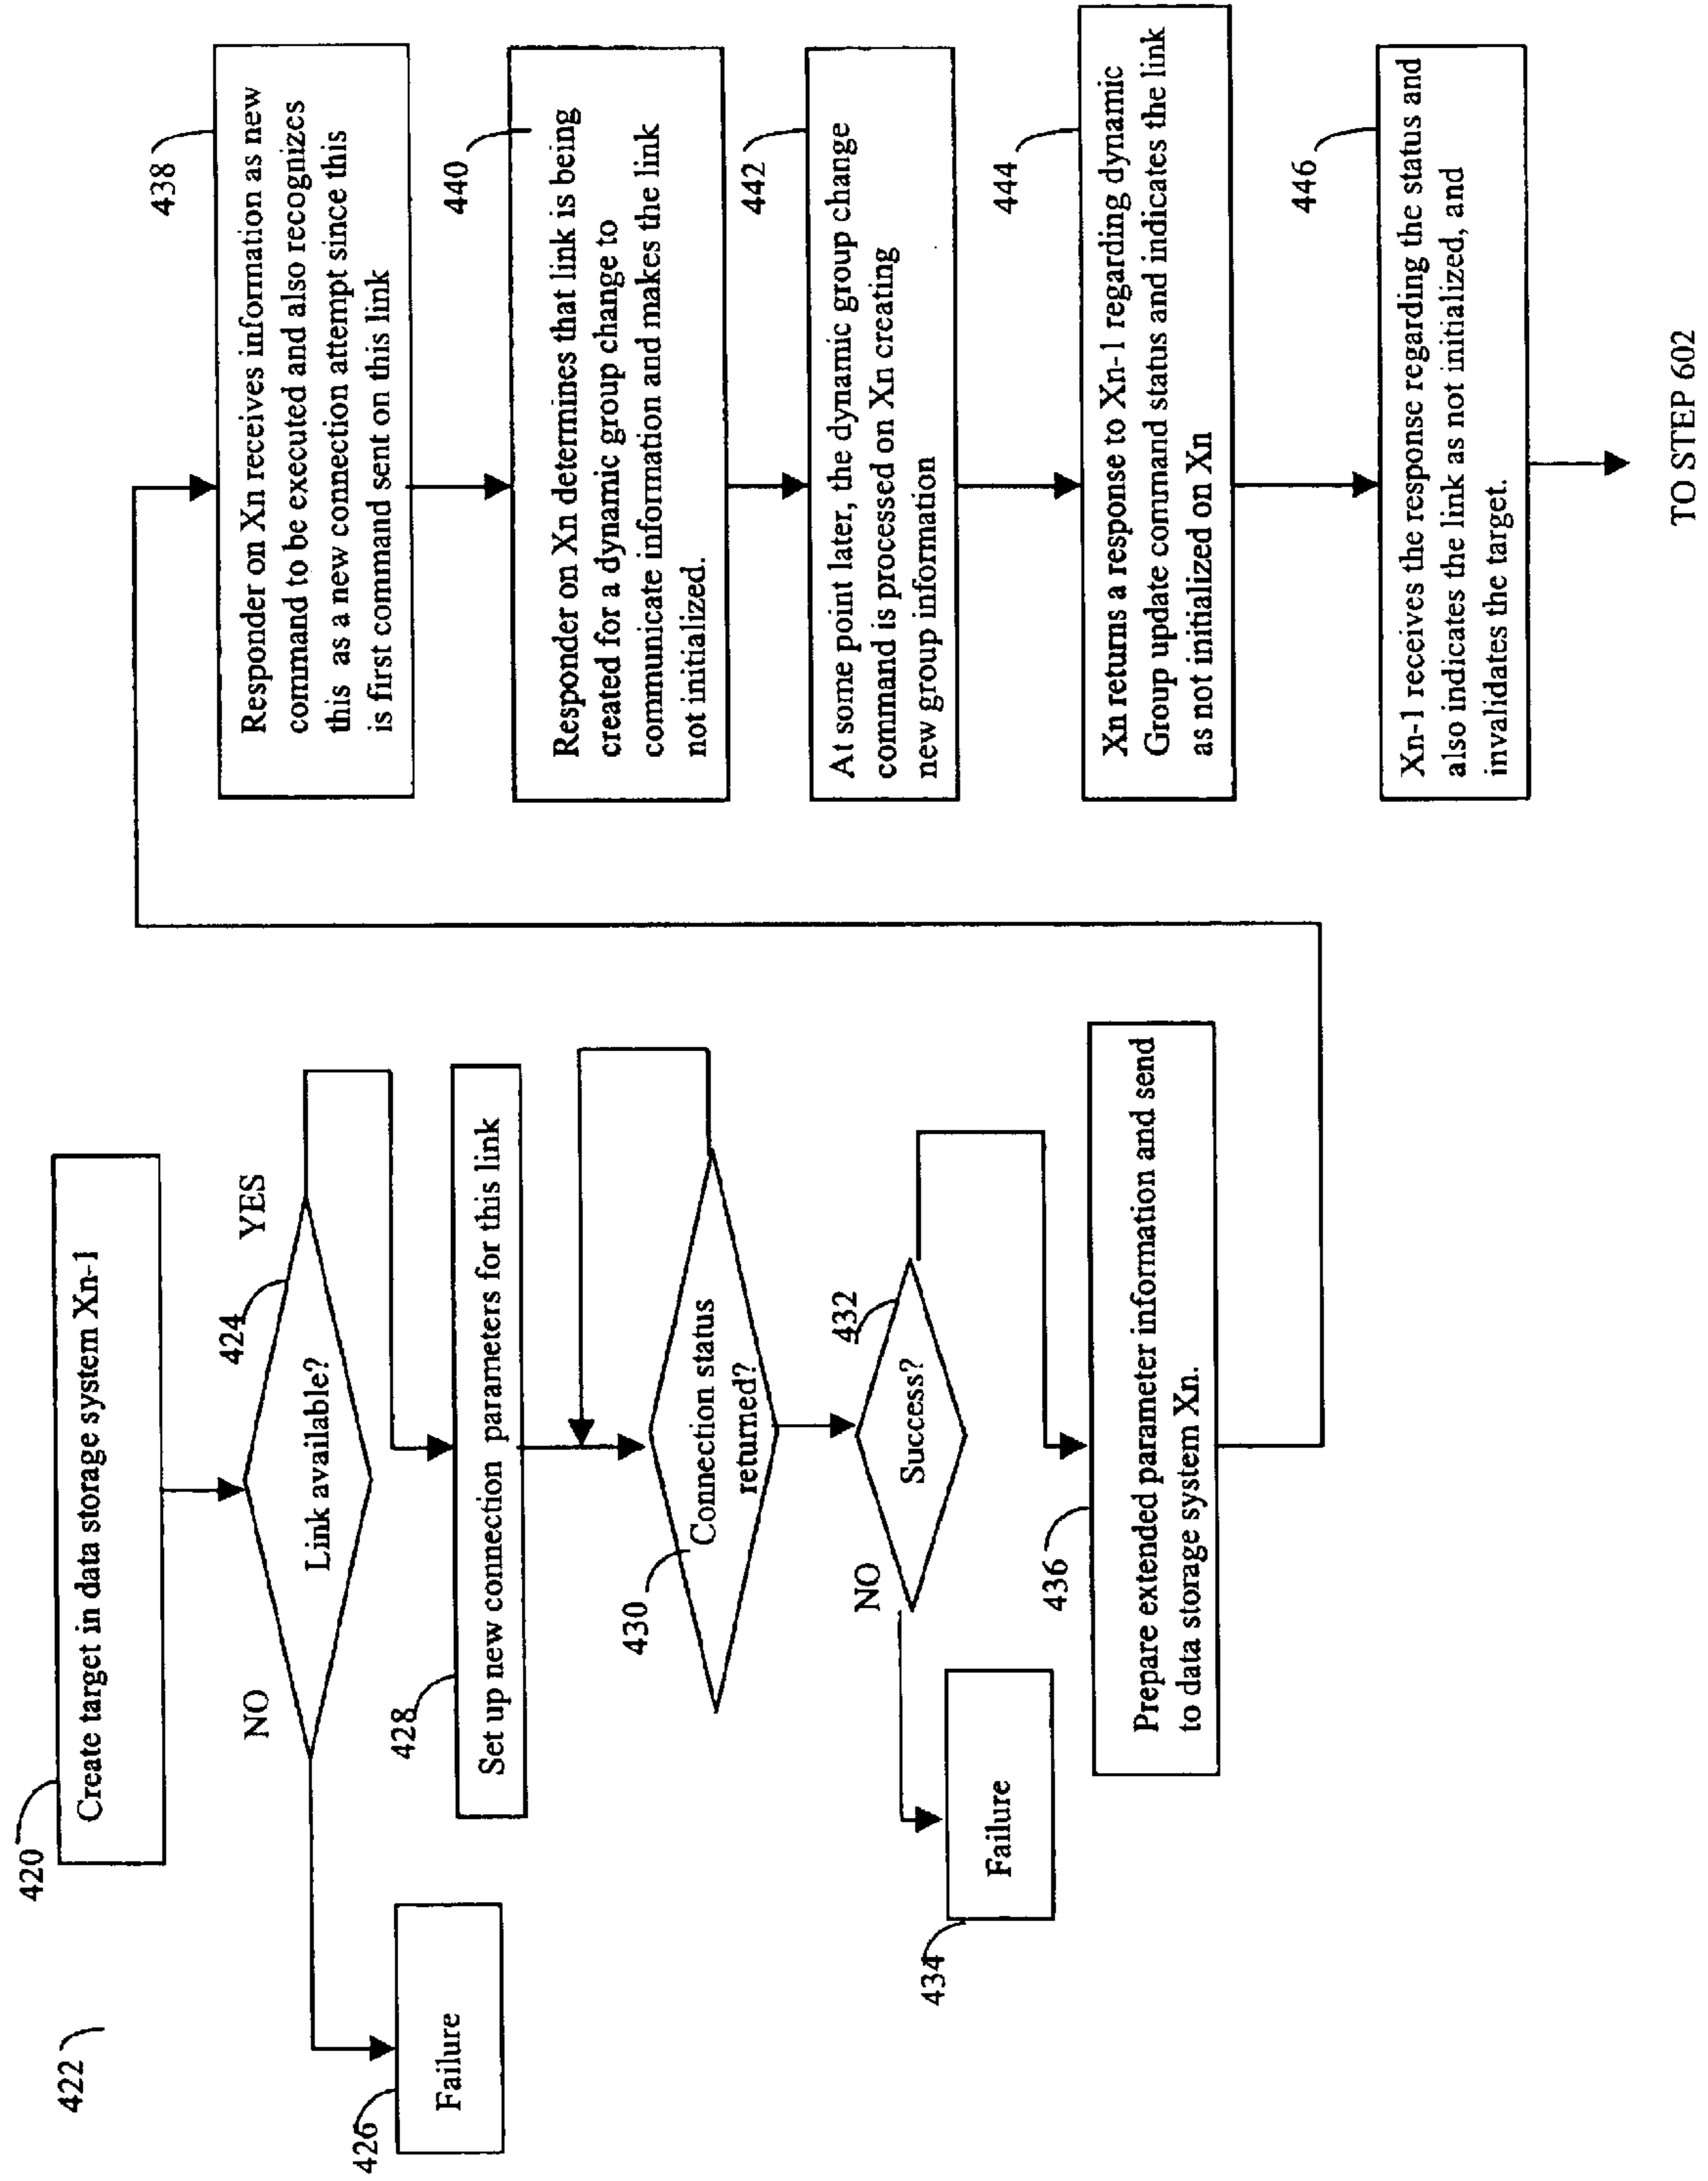 422
420
Create target in data storage system Xn-1
424
NO
YES
Link available?
426
Failure
428
Set up new connection parameters for this link
430
Connection status
returned?
432
NO
Success?
434
Failure
436
Prepare extended parameter information and send
to data storage system Xn.
438
Responder on Xn receives information as new
command to be executed and also recognizes
this as a new connection attempt since this
is first command sent on this link
440
Responder on Xn determines that link is being
created for a dynamic group change to
communicate information and makes the link
not initialized.
442
At some point later, the dynamic group change
command is processed on Xn creating
new group information
444
Xn returns a response to Xn-1 regarding dynamic
Group update command status and indicates the link
as not initialized on Xn
446
Xn-1 receives the response regarding the status and
also indicates the link as not initialized, and
invalidates the target.
TO STEP 602